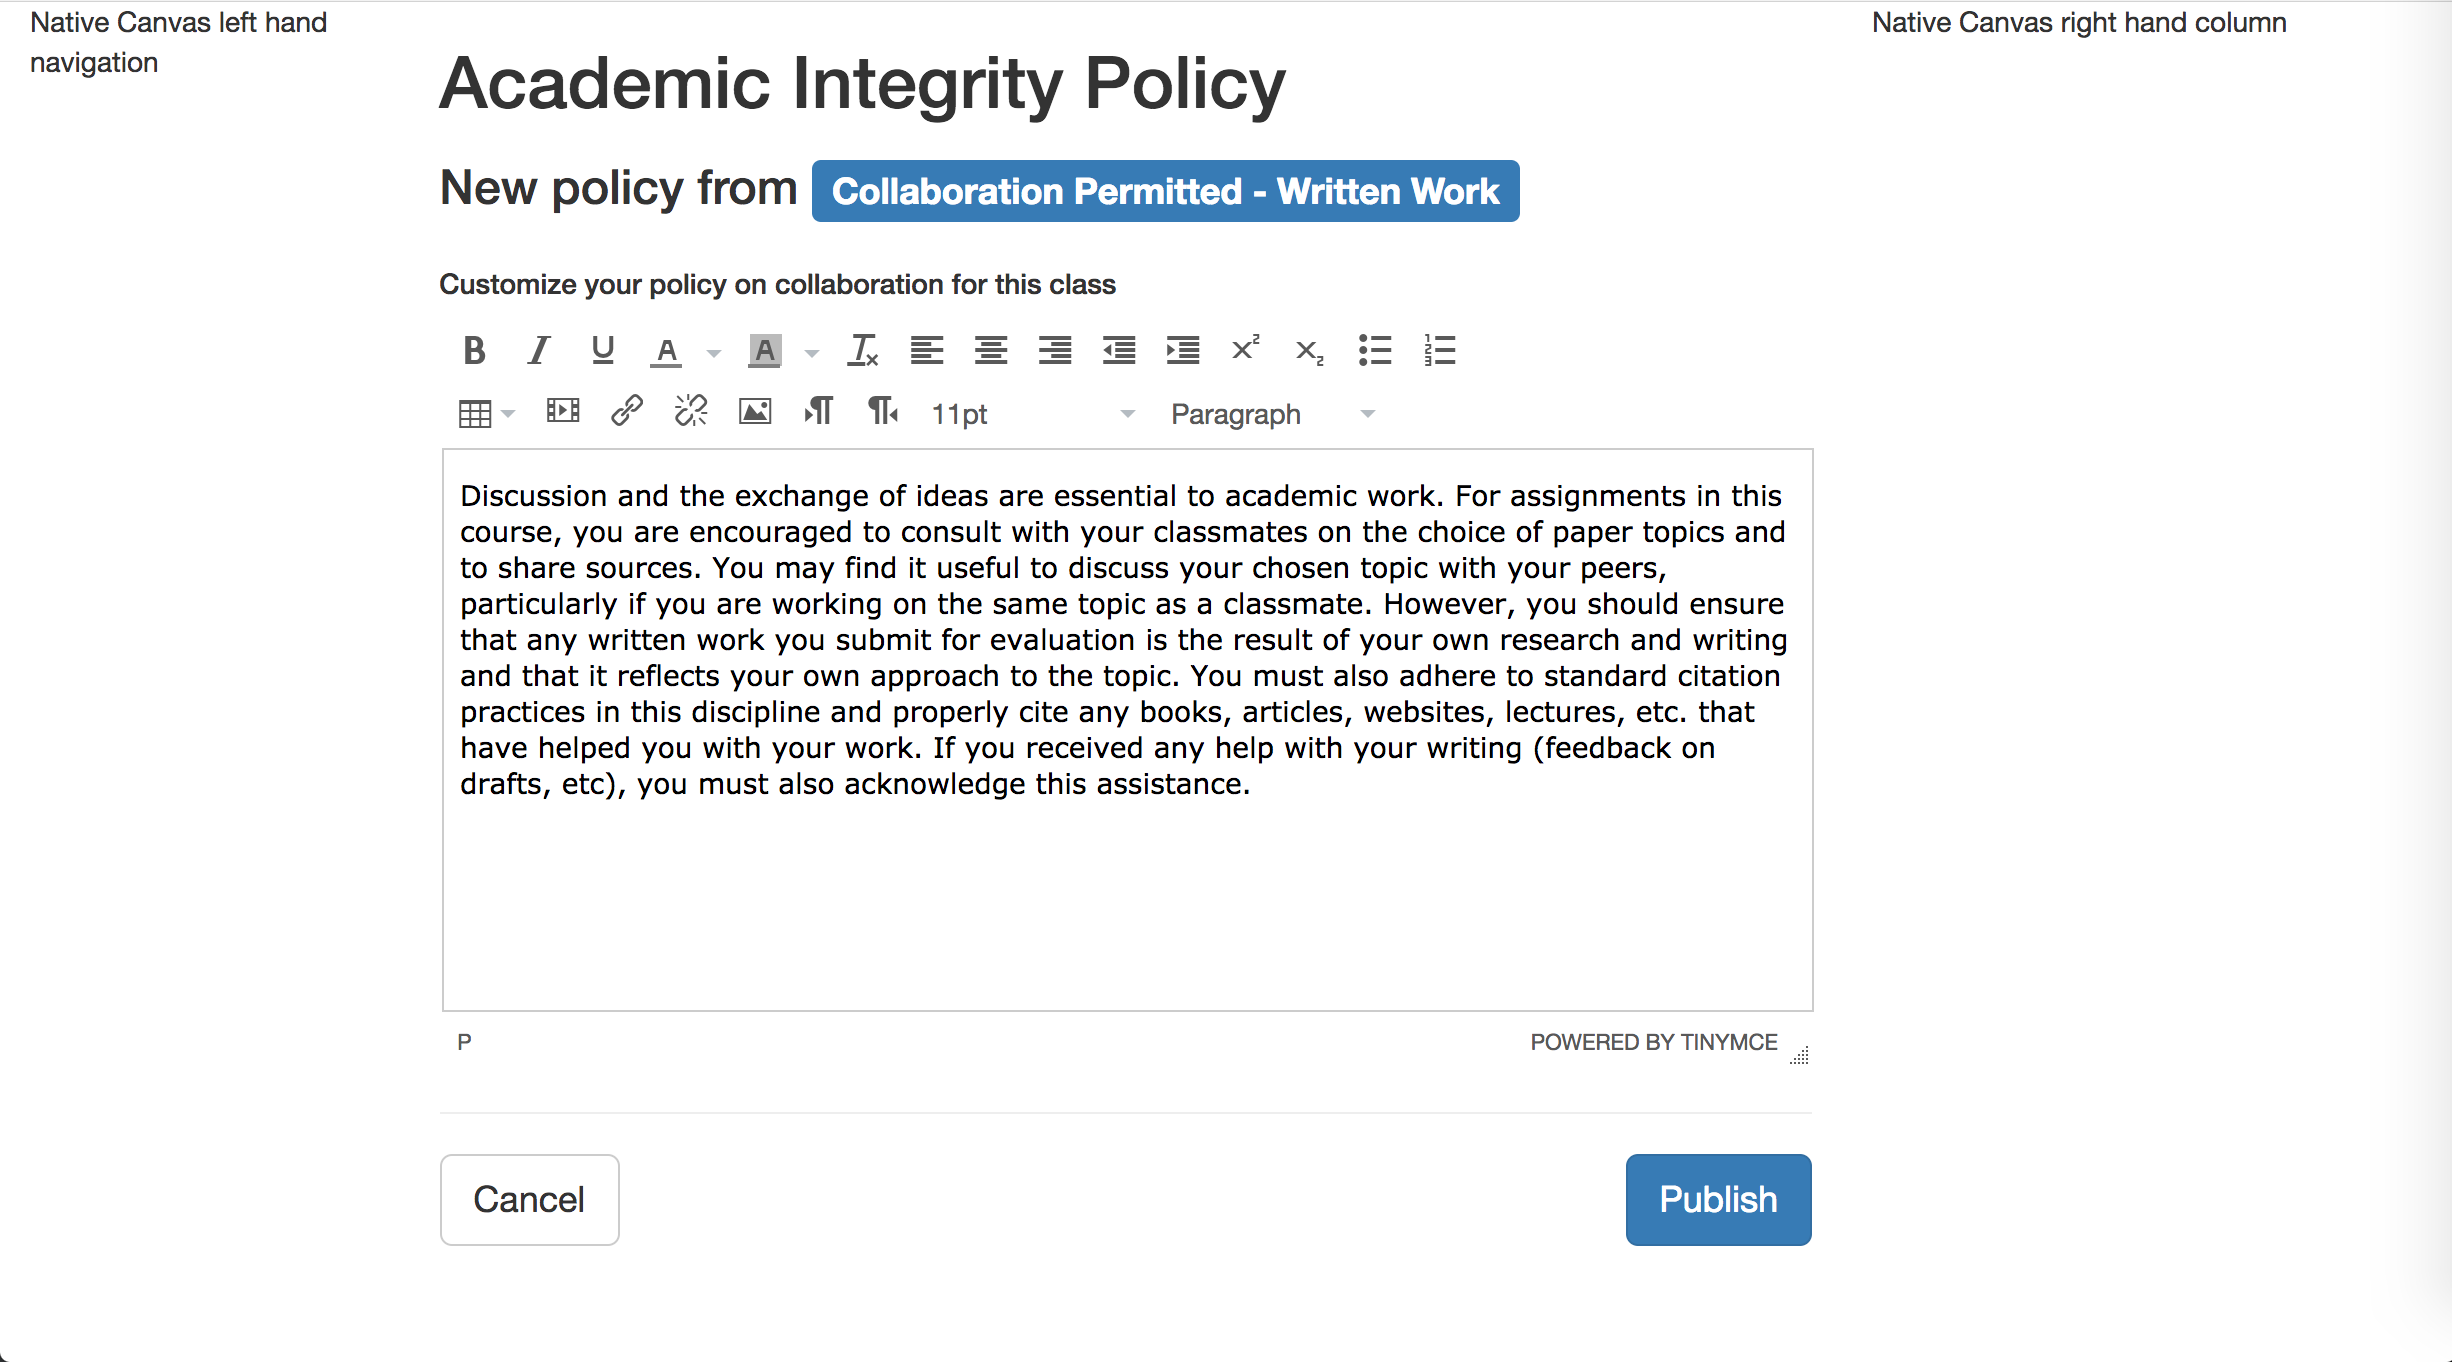 Native Canvas left hand
navigation
Native Canvas right hand column
Academic Integrity Policy
New policy from Collaboration Permitted - Written Work
Customize your policy on collaboration for this class
11pt Paragraph
Discussion and the exchange of ideas are essential to academic work. For assignments in this
course, you are encouraged to consult with your classmates on the choice of paper topics and
to share sources. You may find it useful to discuss your chosen topic with your peers,
particularly if you are working on the same topic as a classmate. However, you should ensure
that any written work you submit for evaluation is the result of your own research and writing
and that it reflects your own approach to the topic. You must also adhere to standard citation
practices in this discipline and properly cite any books, articles, websites, lectures, etc. that
have helped you with your work. If you received any help with your writing (feedback on
drafts, etc), you must also acknowledge this assistance.
P
POWERED BY TINYMCE
Cancel
Publish